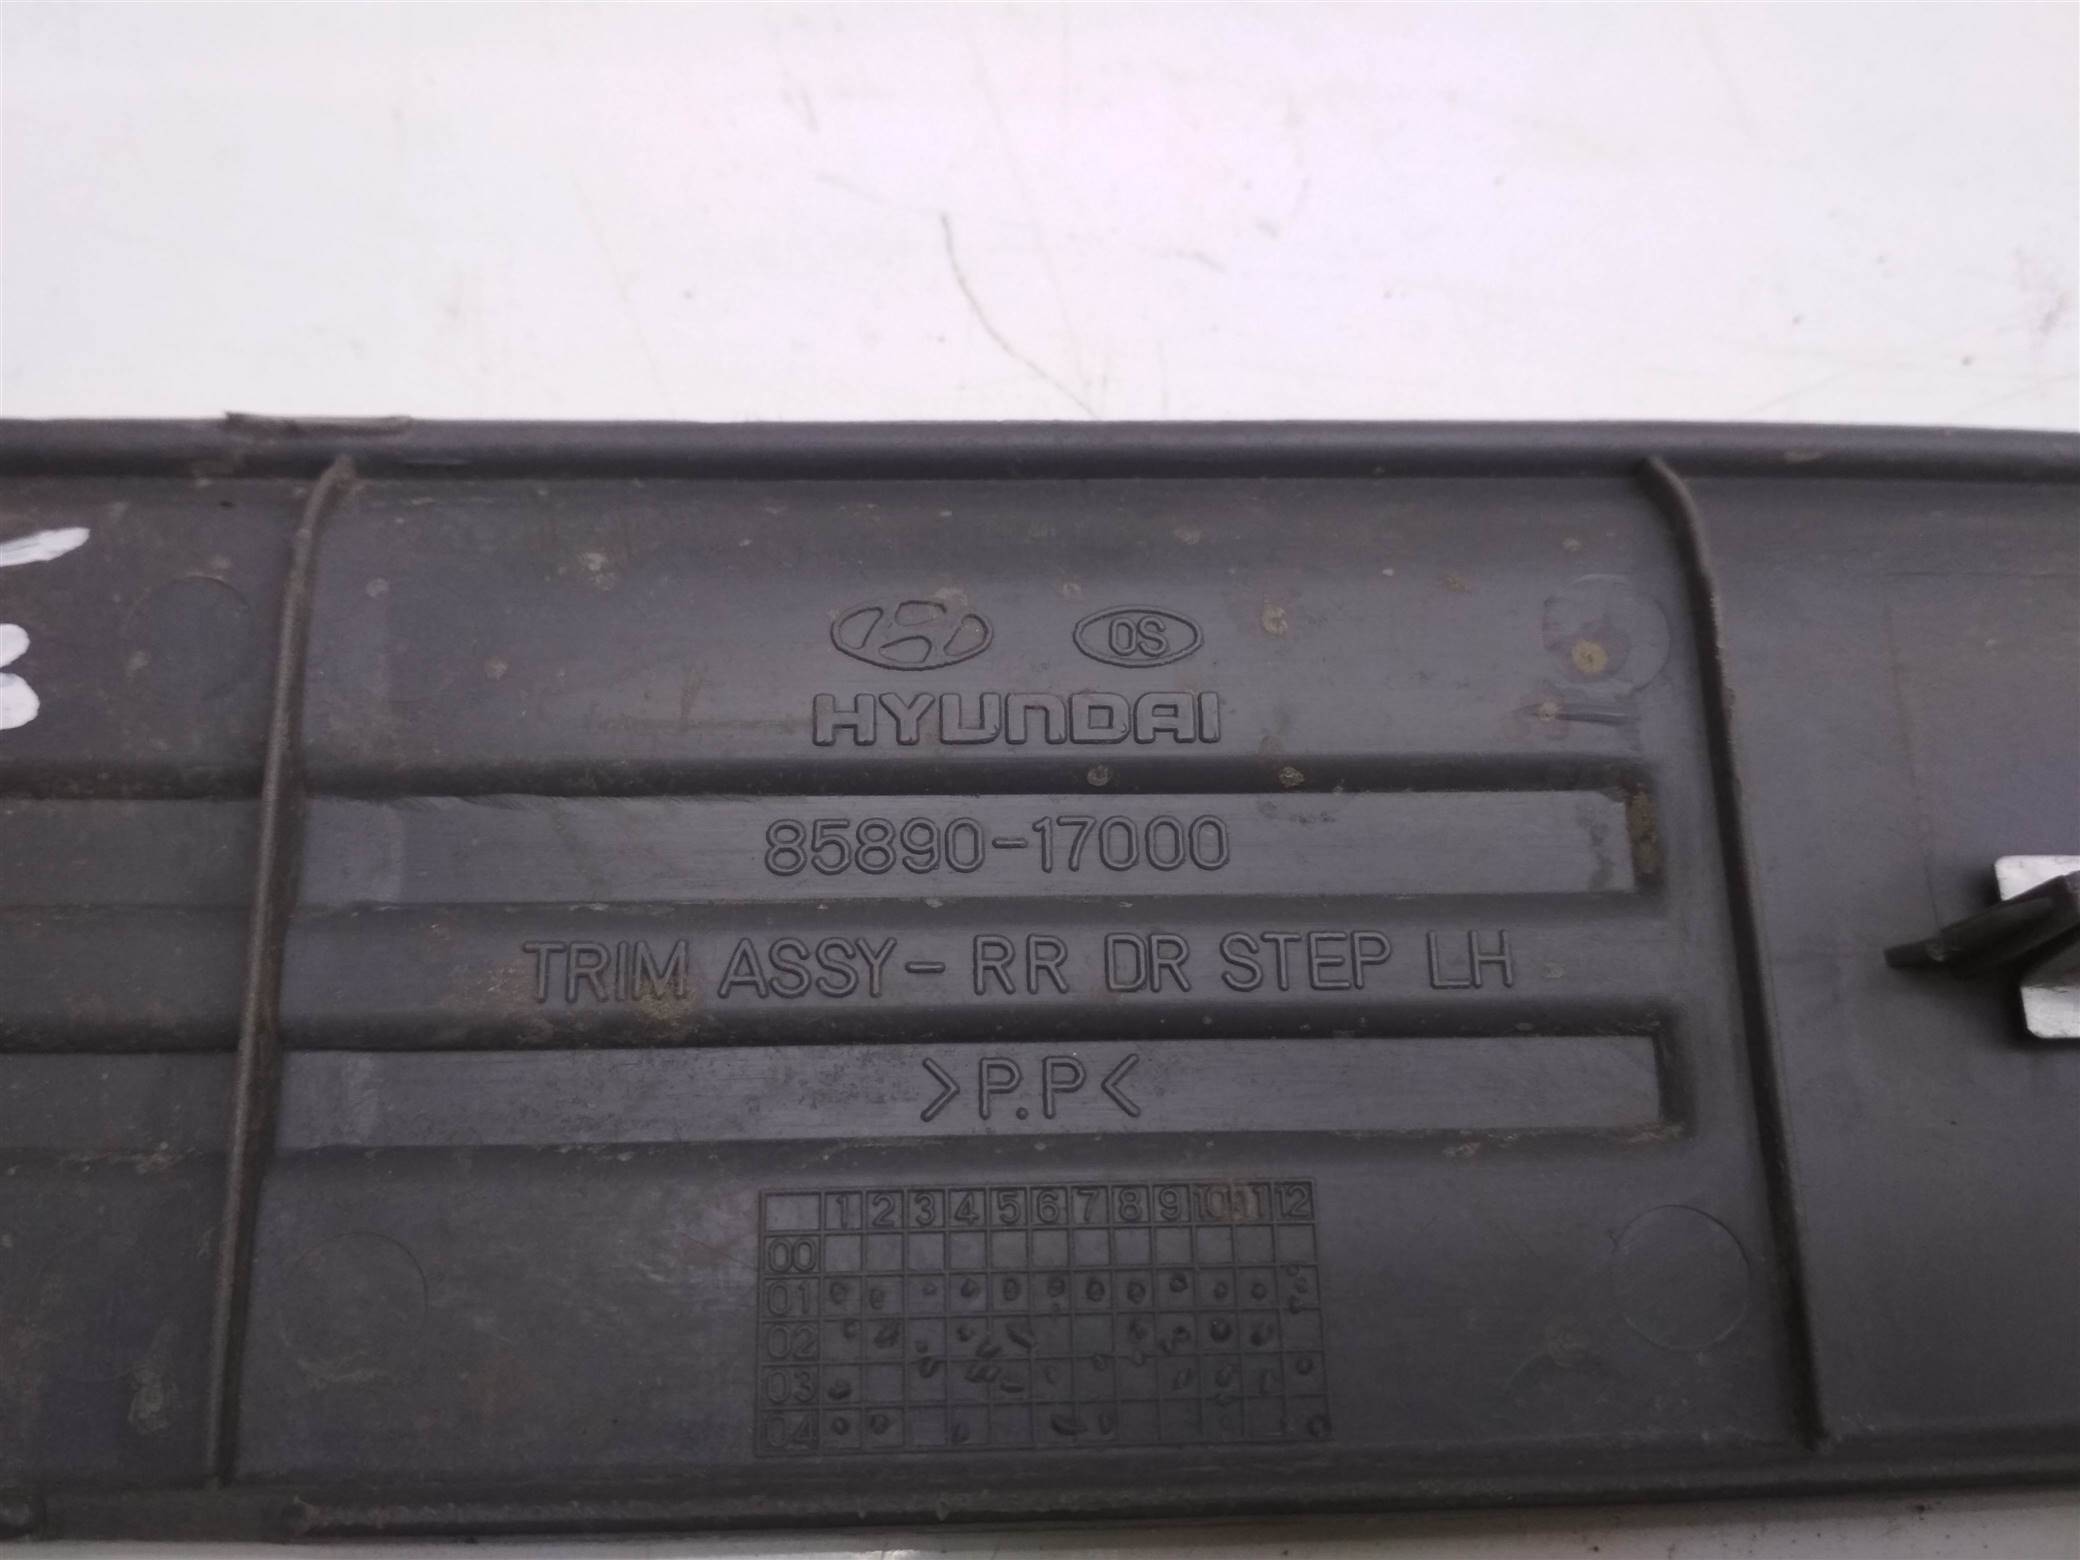 OS
HYUNDAI
85890-17000
TRIM ASSY-RR DR STEP LH
>P.P<
1 2 3 4 5 6 7 8 9 10 11 12
00
01
02
03
04